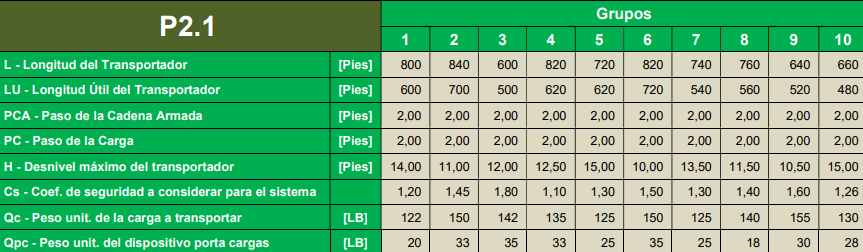 P2.1 Grupos
1 2 3 4 5 6 7 8 9 10
L - Longitud del Transportador [Pies] 800 840 600 820 720 820 740 760 640 660
LU - Longitud Útil del Transportador [Pies] 600 700 500 620 620 720 540 560 520 480
PCA - Paso de la Cadena Armada [Pies] 2,00 2,00 2,00 2,00 2,00 2,00 2,00 2,00 2,00 2,00
PC - Paso de la Carga [Pies] 2,00 2,00 2,00 2,00 2,00 2,00 2,00 2,00 2,00 2,00
H - Desnivel máximo del transportador [Pies] 14,00 11,00 12,00 12,50 15,00 10,00 13,50 11,50 10,50 15,00
Cs - Coef. de seguridad a considerar para el sistema 1,20 1,45 1,80 1,10 1,30 1,50 1,30 1,40 1,60 1,26
Qc - Peso unit. de la carga a transportar [LB] 122 150 142 135 125 150 125 140 155 130
Qpc - Peso unit. del dispositivo porta cargas [LB] 20 33 35 33 25 35 25 18 30 28